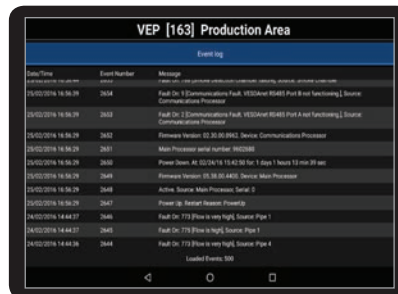 VEP [163] Production Area
Event log
Date/Time Event Number Message
25/02/2016 16:56:29 2654 Fault On: 1 [Communications Fault. VESDAnet RS485 Port B not functioning.], Source:
Communications Processor
25/02/2016 16:56:29 2653 Fault On: 2 [Communications Fault. VESDAnet RS485 Port A not functioning.], Source:
Communications Processor
25/02/2016 16:56:29 2652 Firmware Version: 02.30.00.0962, Device: Communications Processor
25/02/2016 16:56:29 2651 Main Processor serial number:
25/02/2016 16:56:29 2650 Power Down. At: 02/24/16 15:42:50 for: 1 days 1 hours 13 min 39 sec
25/02/2016 16:56:29 2649 Firmware Version: 05.38.00.4400, Device: Main Processor
25/02/2016 16:56:29 2648 Active, Source: Main Processor, Serial: 0
25/02/2016 16:56:29 2647 Power Up: Restart Reason: PowerUp
24/02/2016 14:44:27 2646 Fault On: 773 [Flow is very high], Source: Pipe 1
24/02/2016 14:44:27 2645 Fault On: 775 [Flow is high], Source: Pipe 1
24/02/2016 14:44:26 2644 Fault On: 773 [Flow is very high], Source: Pipe 4
Loaded Events: 500